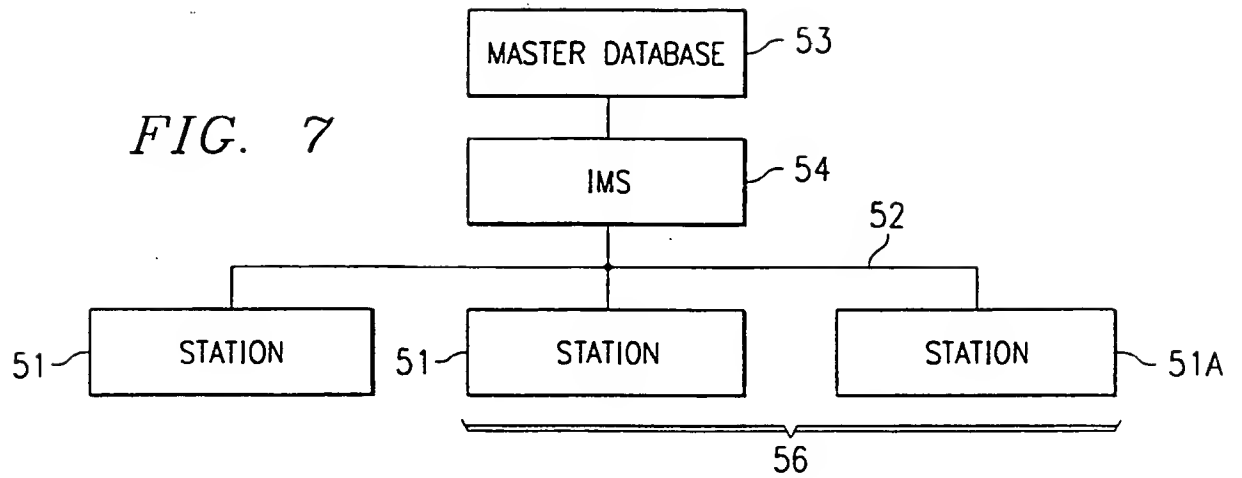 MASTER DATABASE
53
FIG. 7
IMS
54
52
51
STATION
51
STATION
STATION
51A
56